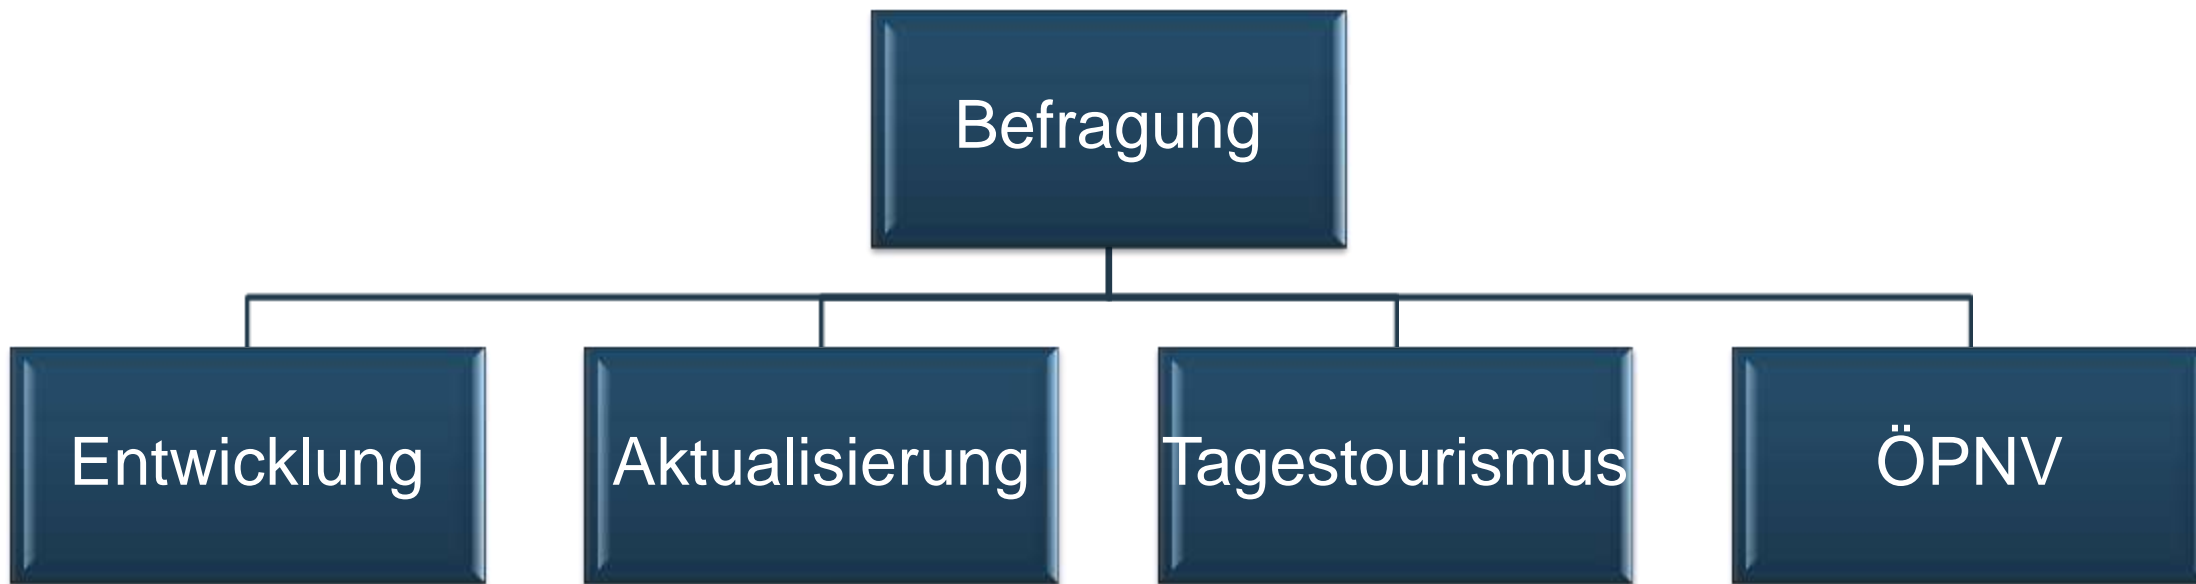 Befragung
Entwicklung
Aktualisierung
Tagestourismus
ÖPNV